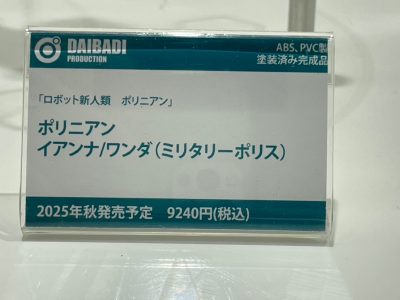 DAIBADI
PRODUCTION
ABS、PVC製
塗装済み完成品
「ロボット新人類　ポリニアン」
ポリニアン
イアンナ/ワンダ（ミリタリーポリス）
2025年秋発売予定　9240円(税込)